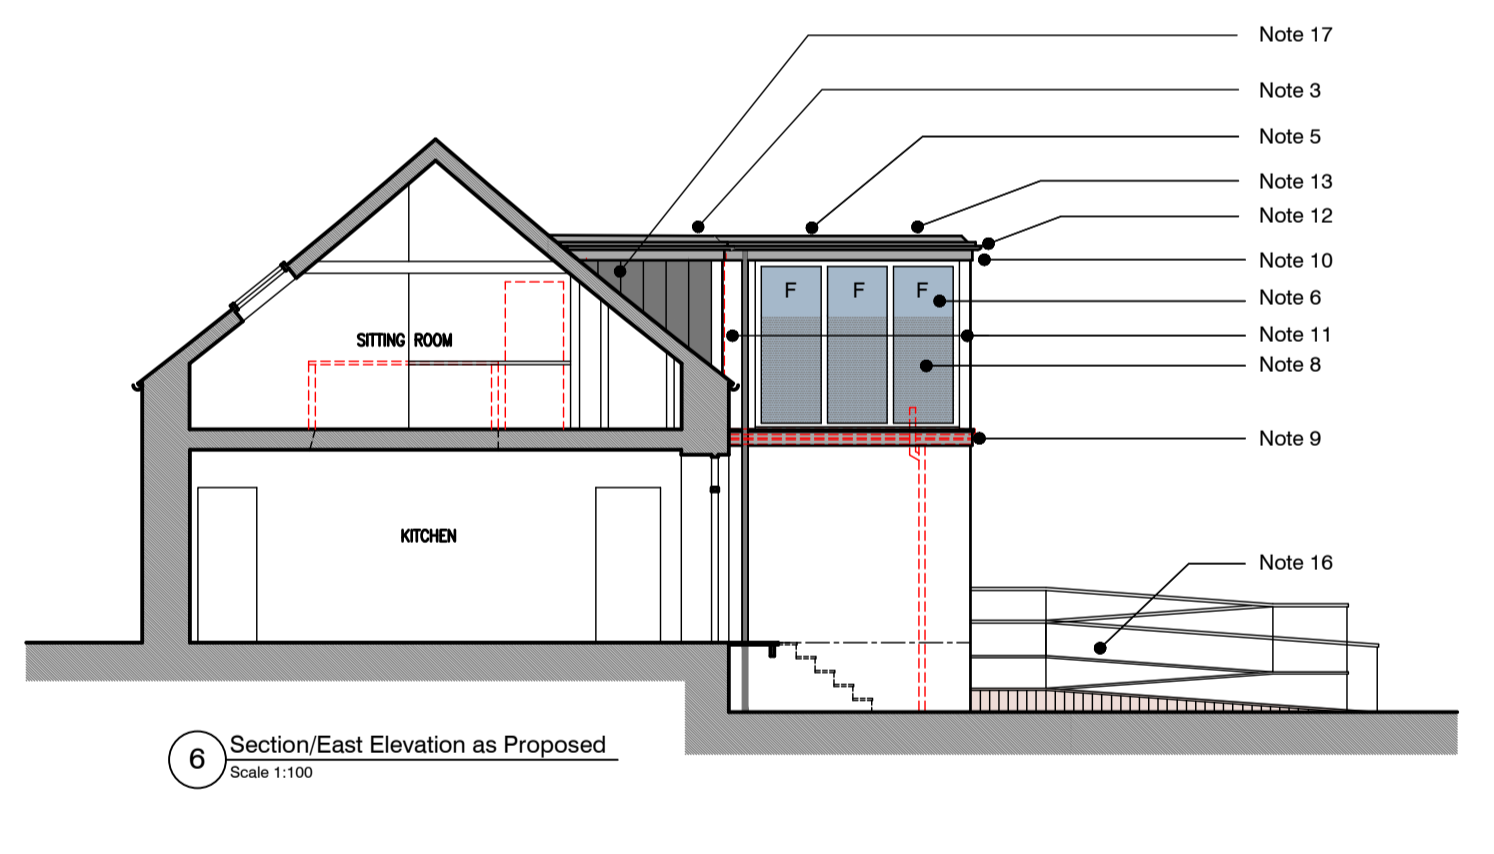 Note 17
Note 3
Note 5
Note 13
Note 12
Note 10
F F F
Note 6
SITTING ROOM
Note 11
Note 8
Note 9
KITCHEN
Note 16
6
Section/East Elevation as Proposed
Scale 1:100